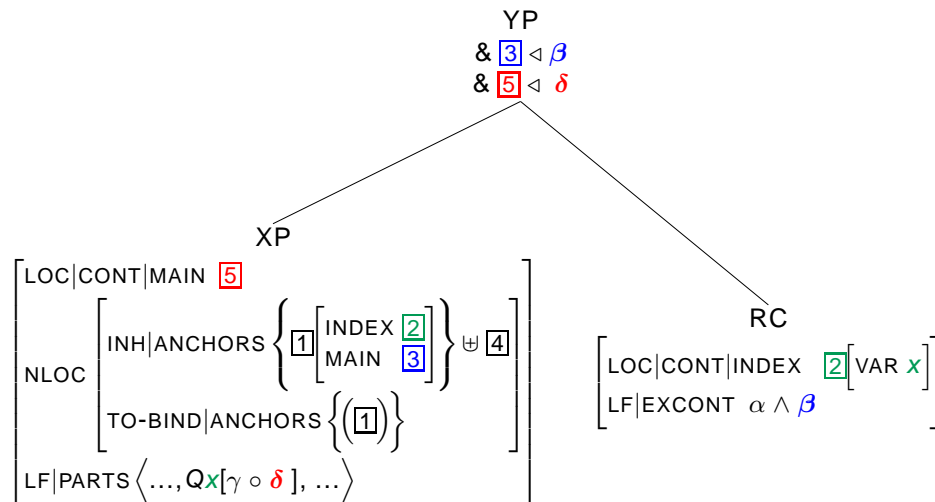 YP
& 3 ◁ β
& 5 ◁ δ
XP
LOC|CONT|MAIN 5
NLOC
INH|ANCHORS { 1 [ INDEX 2
MAIN 3 ] } ⊎ 4
TO-BIND|ANCHORS {( 1 )}
LF|PARTS ⟨..., Qx[γ ∘ δ ], ...⟩
RC
LOC|CONT|INDEX 2[VAR x]
LF|EXCONT α ∧ β